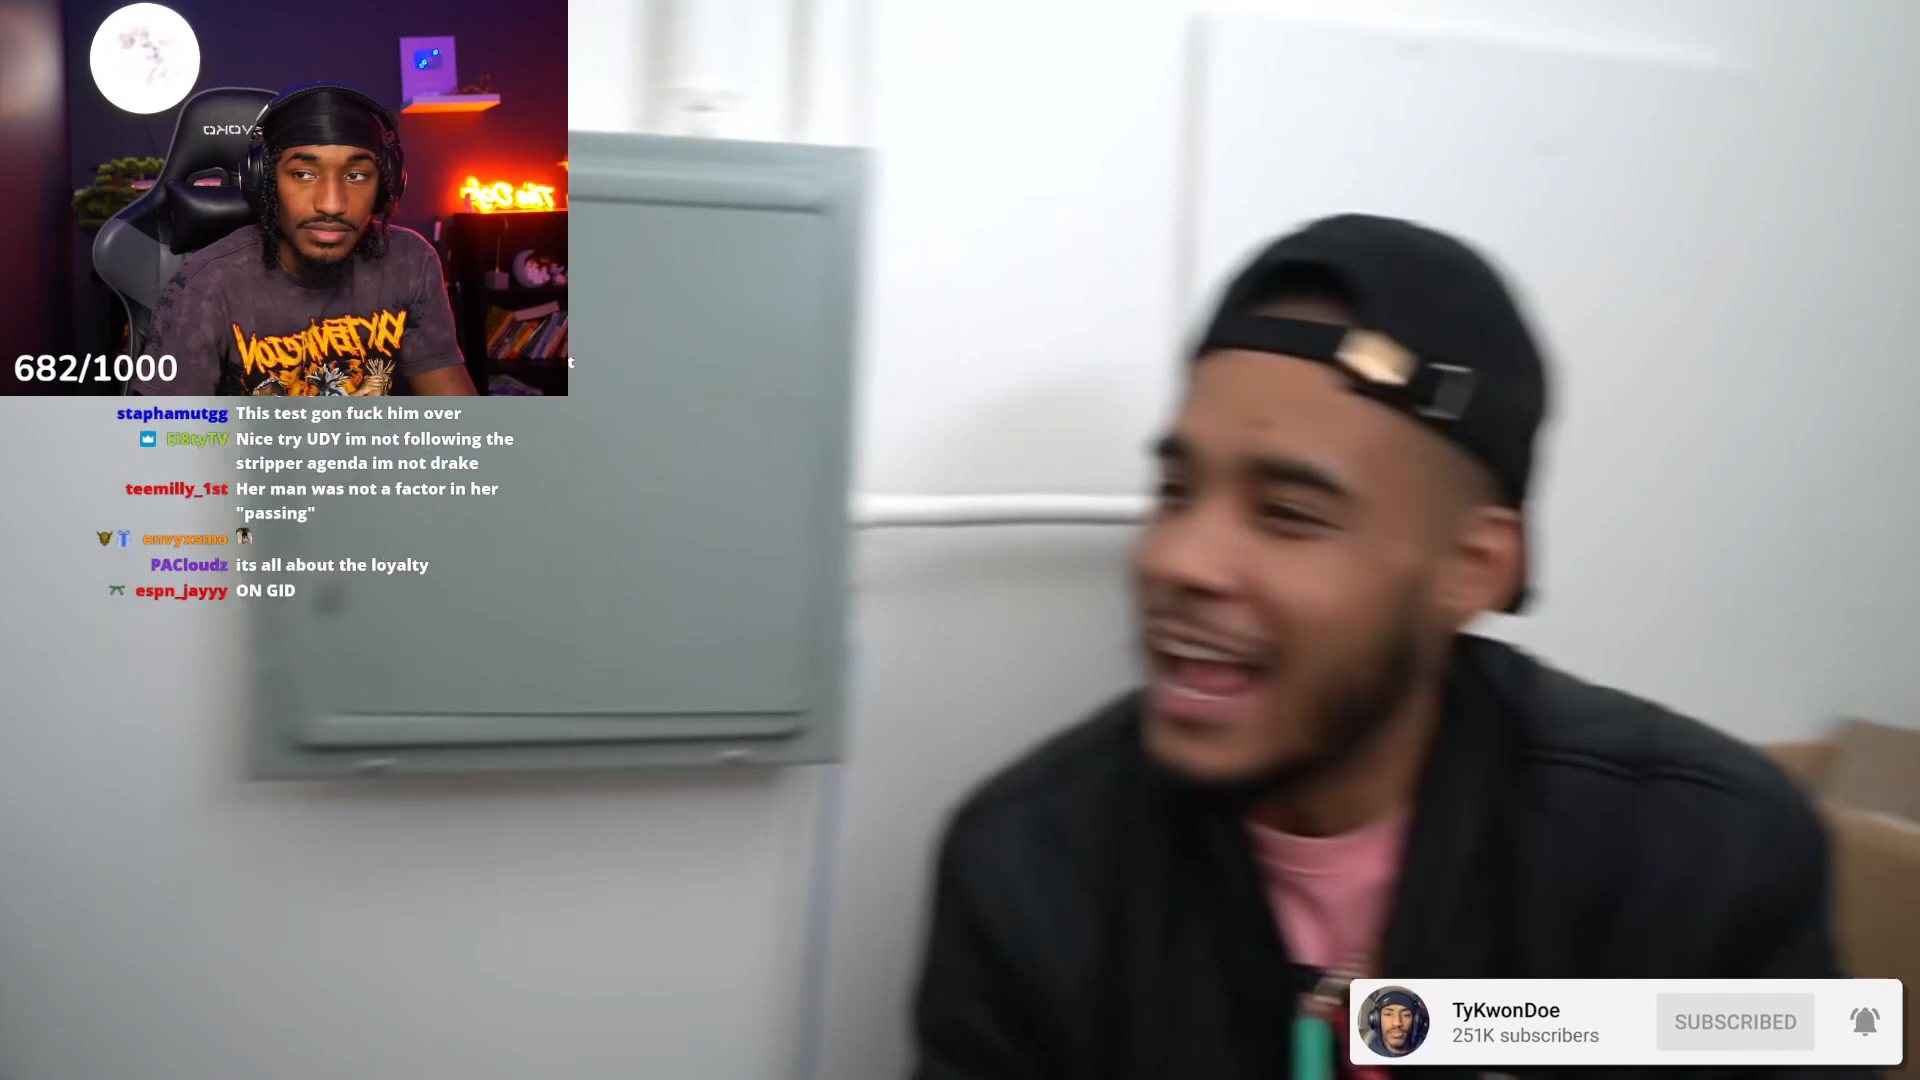 682/1000
t
staphamutgg This test gon fuck him over
Ei8tyTV Nice try UDY im not following the
stripper agenda im not drake
teemilly_1st Her man was not a factor in her
"passing"
envyxsmo
PACloudz its all about the loyalty
espn_jayyy ON GID
TyKwonDoe
251K subscribers
SUBSCRIBED